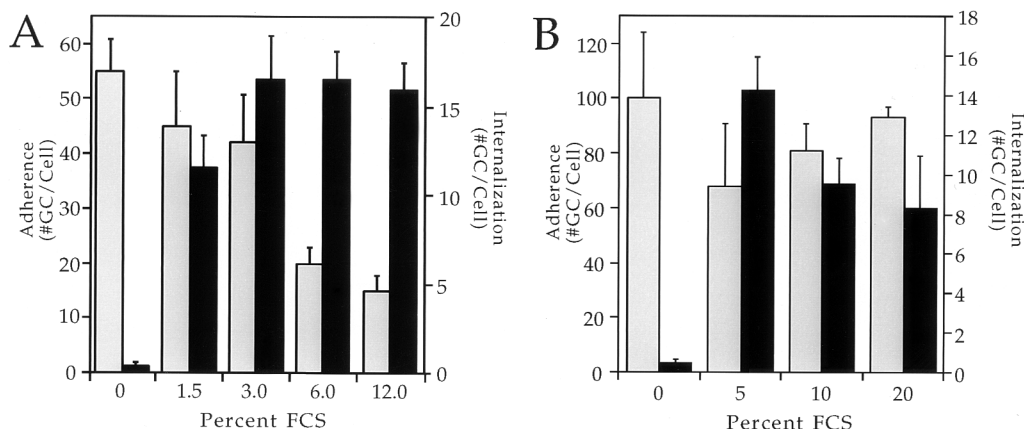 A
Adherence
(#GC/Cell)
60
50
40
30
20
10
0
20
15
10
5
0
Internalization
(#GC/Cell)
0 1.5 3.0 6.0 12.0
Percent FCS
B
Adherence
(#GC/Cell)
120
100
80
60
40
20
0
18
16
14
12
10
8
6
4
2
0
Internalization
(#GC/Cell)
0 5 10 20
Percent FCS